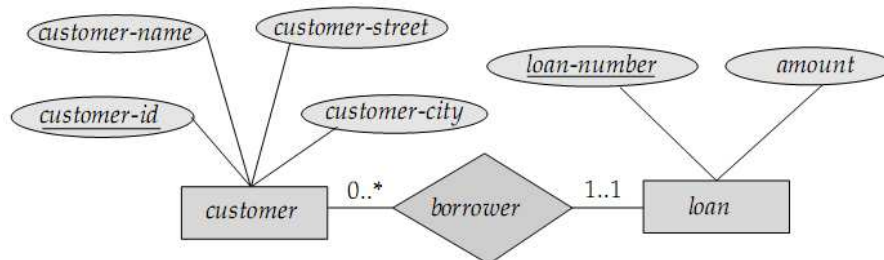 customer-name
customer-street
customer-id
customer-city
loan-number
amount
customer
0..*
borrower
1..1
loan